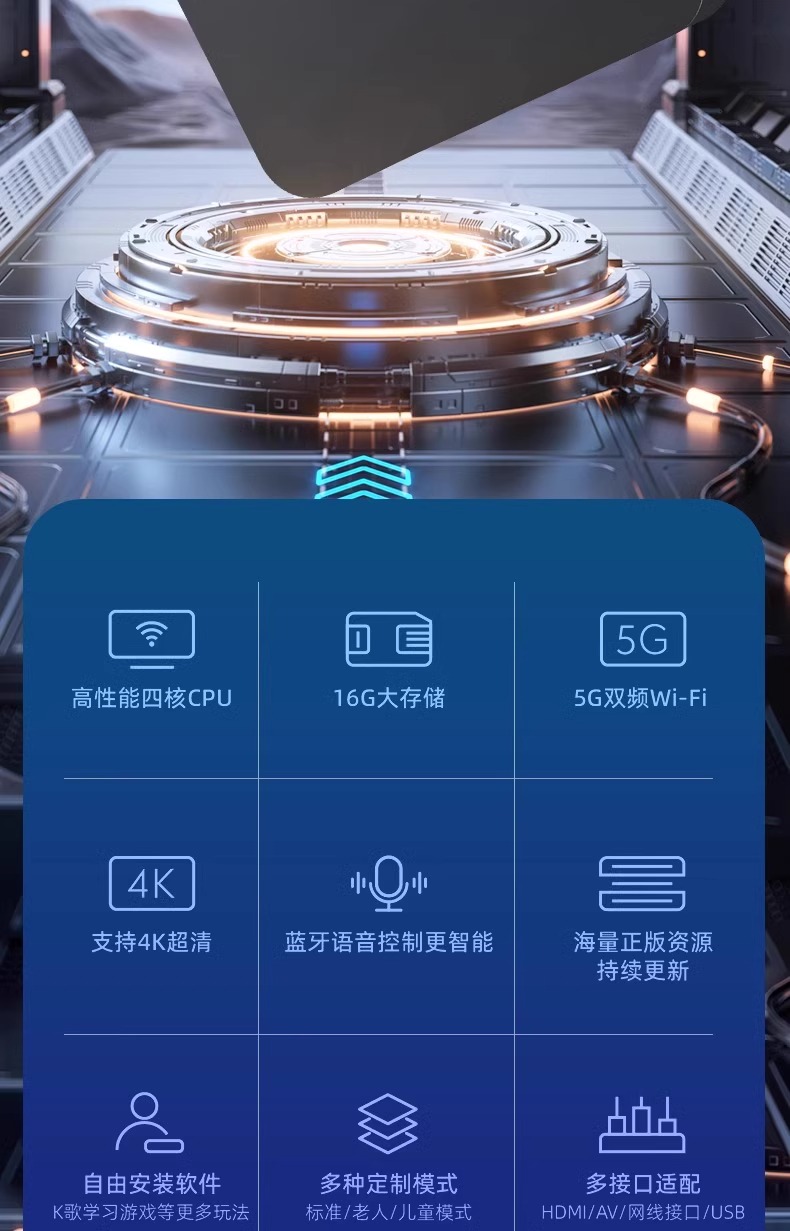 高性能四核CPU
16G大存储
5G
5G双频Wi-Fi
4K
支持4K超清
蓝牙语音控制更智能
海量正版资源
持续更新
自由安装软件
K歌学习游戏等更多玩法
多种定制模式
标准/老人/儿童模式
多接口适配
HDMI/AV/网线接口/USB